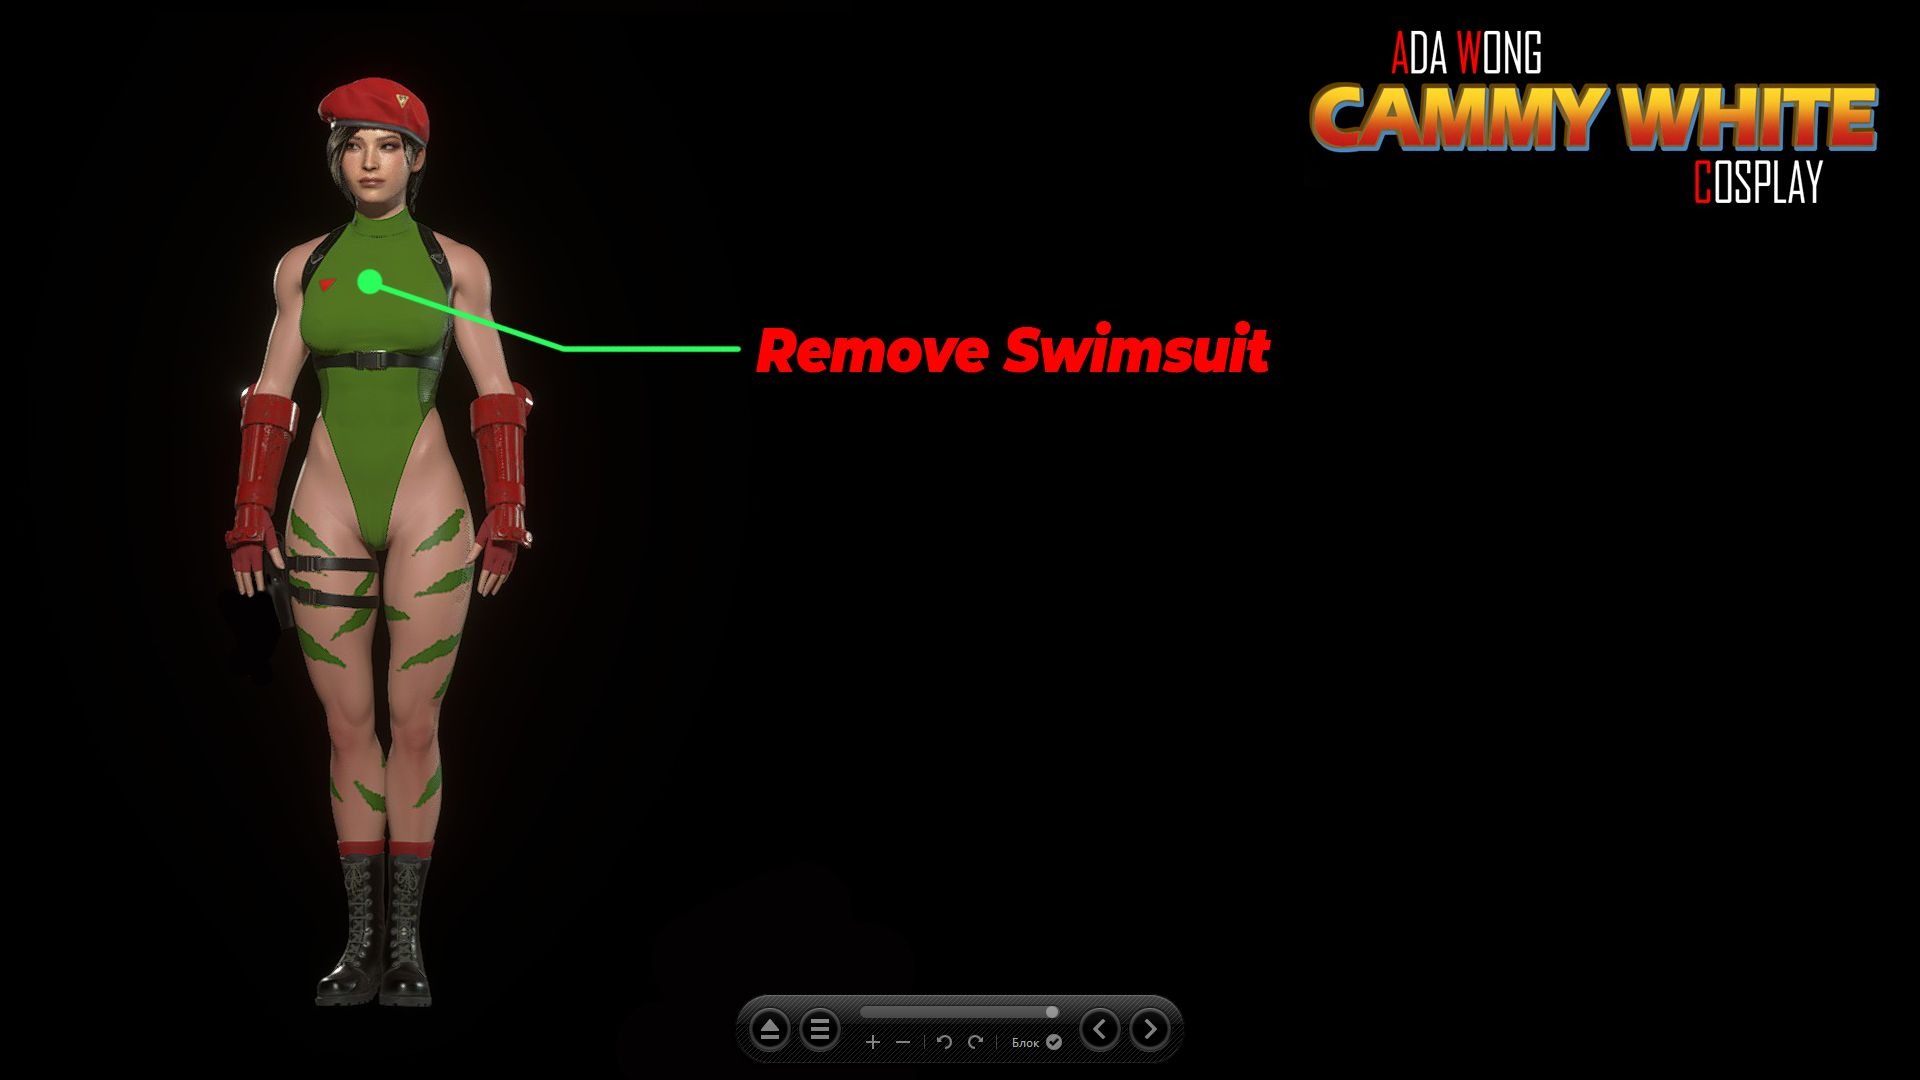 ADA WONG
CAMMY WHITE
COSPLAY
Remove Swimsuit
Блок